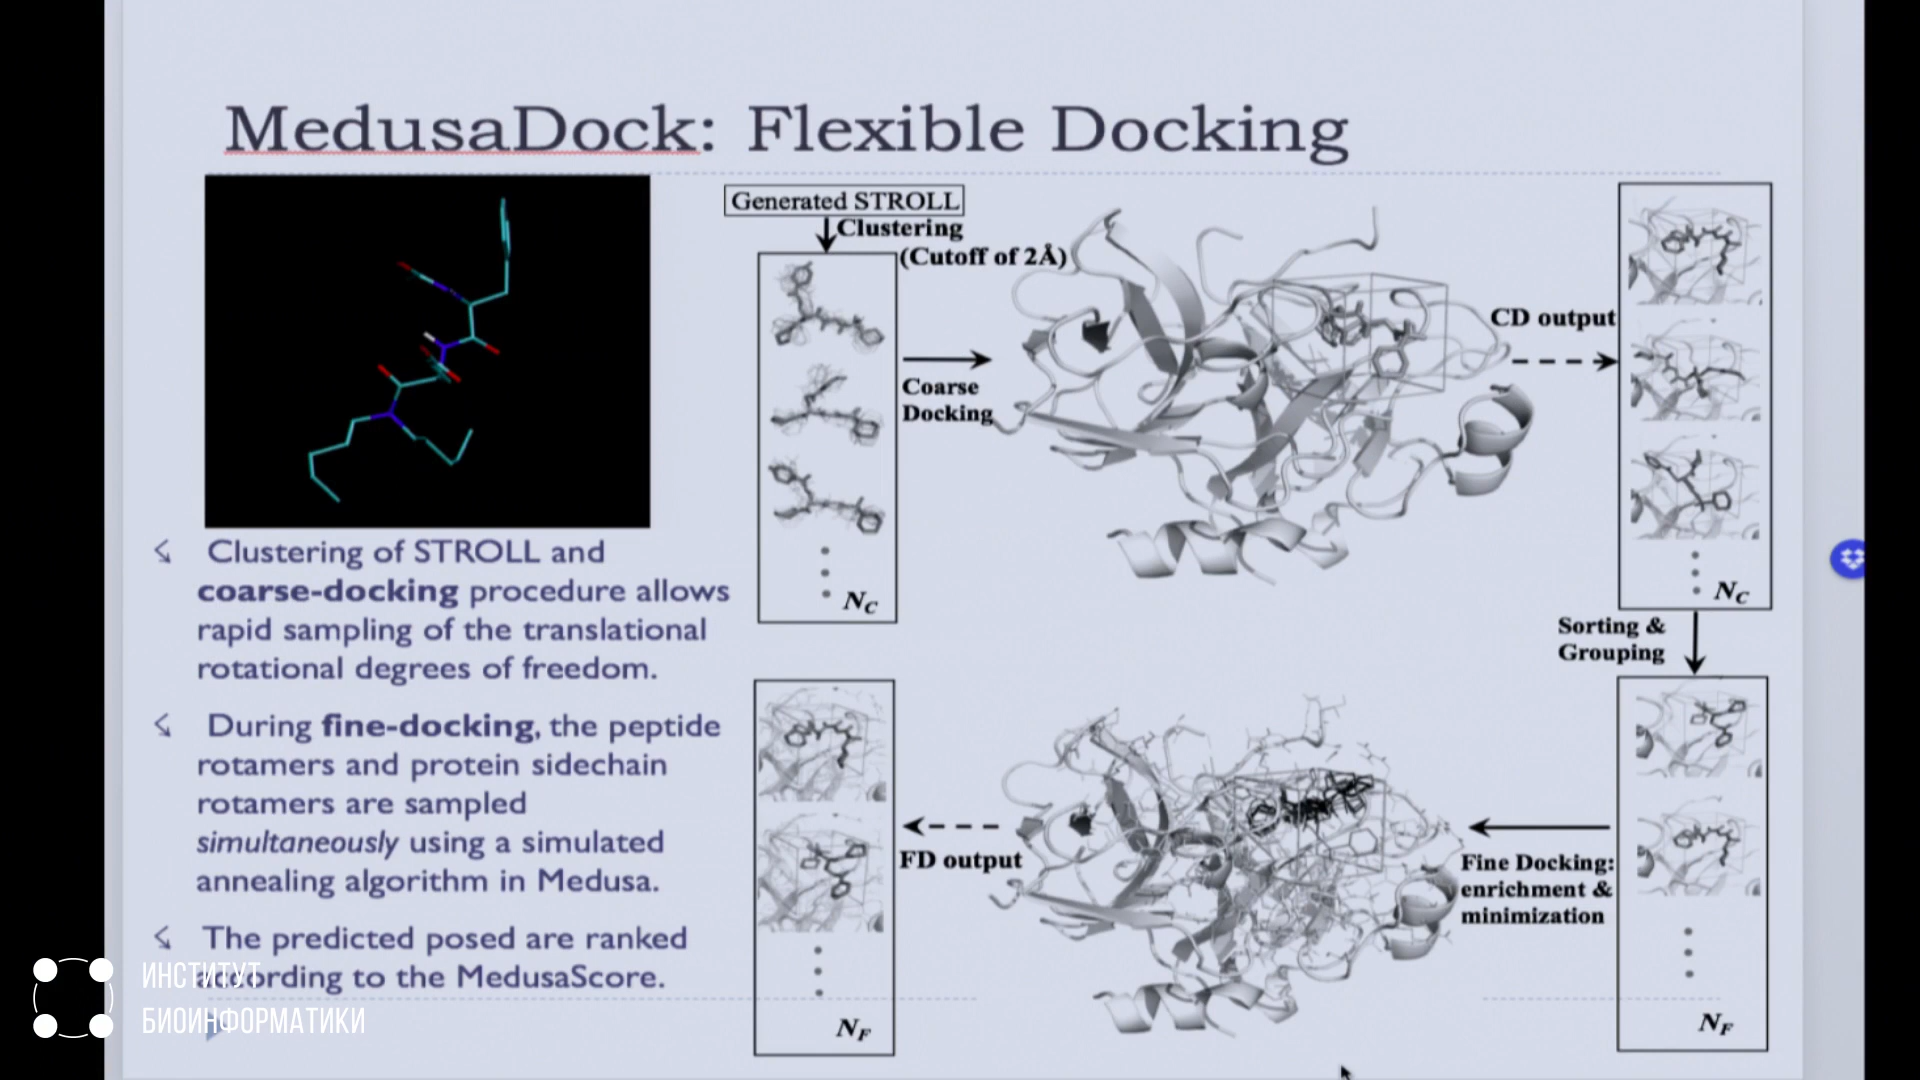 MedusaDock: Flexible Docking
Generated STROLL
Clustering
(Cutoff of 2Å)
Coarse
Docking
CD output
N_C
N_C
Sorting &
Grouping
Clustering of STROLL and
coarse-docking procedure allows
rapid sampling of the translational
rotational degrees of freedom.
During fine-docking, the peptide
rotamers and protein sidechain
rotamers are sampled
simultaneously using a simulated
annealing algorithm in Medusa.
The predicted posed are ranked
according to the MedusaScore.
FD output
Fine Docking:
enrichment &
minimization
N_F
N_F
ИНСТИТУТ
БИОИНФОРМАТИКИ